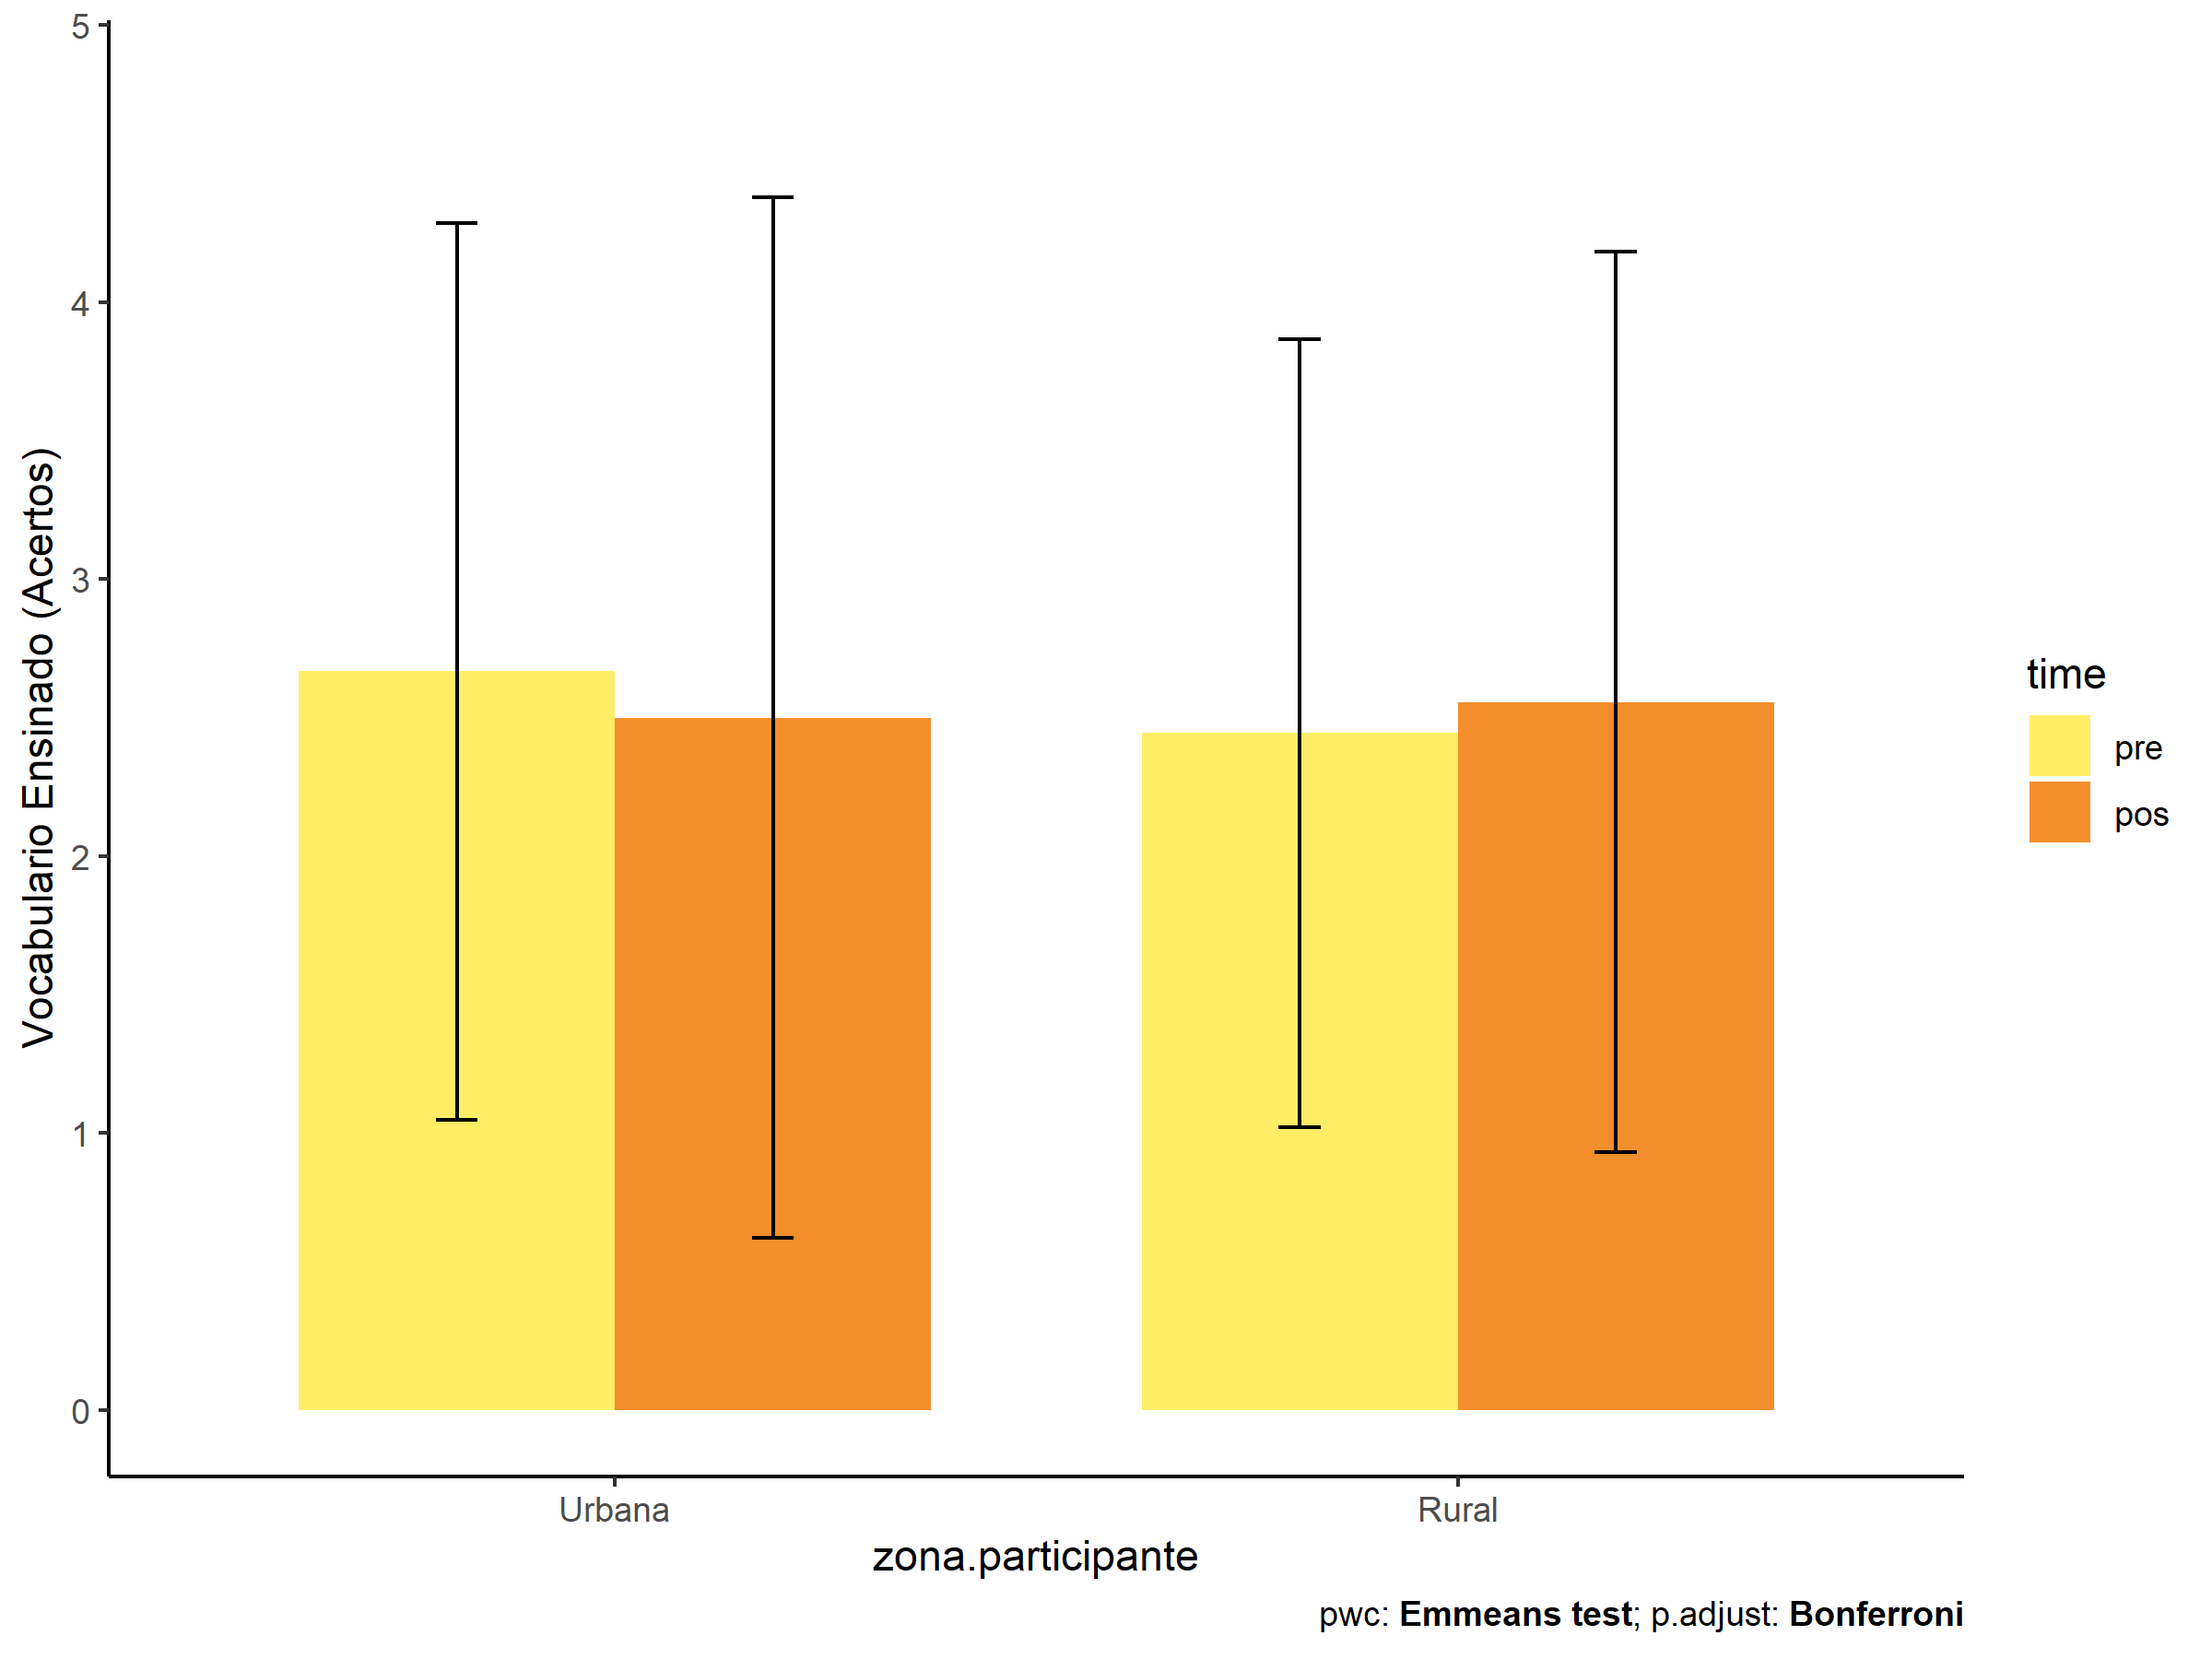 5
4
3
2
1
0
Vocabulario Ensinado (Acertos)
Urbana
Rural
zona.participante
time
pre
pos
pwc: Emmeans test; p.adjust: Bonferroni